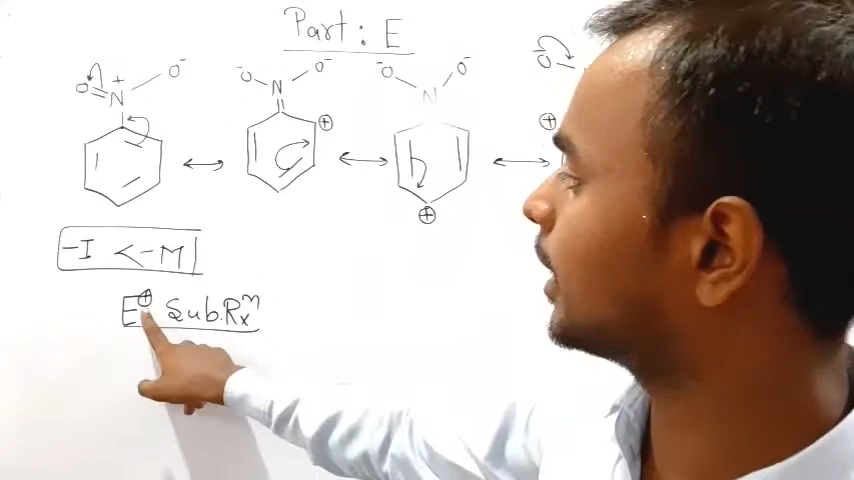 Part : E
O N + O⁻
⁻O N O⁻ ⊕
⁻O N O⁻ ⊕
⁻O ⊕
-I < -M
E⊕ Sub. Rxⁿ